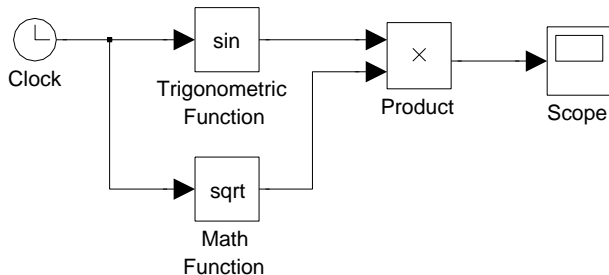 sin
×
Clock
Trigonometric
Function
Product
Scope
sqrt
Math
Function